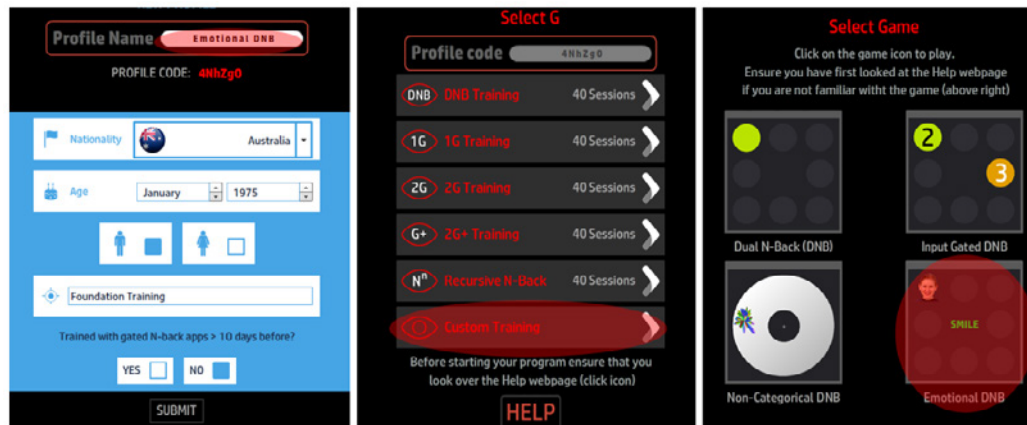 Profile Name
Emotional DNB
PROFILE CODE: 4NhZgO
Nationality
Australia
Age
January
1975
Foundation Training
Trained with gated N-back apps > 10 days before?
YES
NO
SUBMIT
Select G
Profile code
4NhZgO
DNB
DNB Training
40 Sessions
1G
1G Training
40 Sessions
2G
2G Training
40 Sessions
G+
2G+ Training
40 Sessions
Nⁿ
Recursive N-Back
40 Sessions
Custom Training
Before starting your program ensure that you
look over the Help webpage (click icon)
HELP
Select Game
Click on the game icon to play.
Ensure you have first looked at the Help webpage
if you are not familiar witht the game (above right)
2
3
Dual N-Back (DNB)
Input Gated DNB
SMILE
Non-Categorical DNB
Emotional DNB